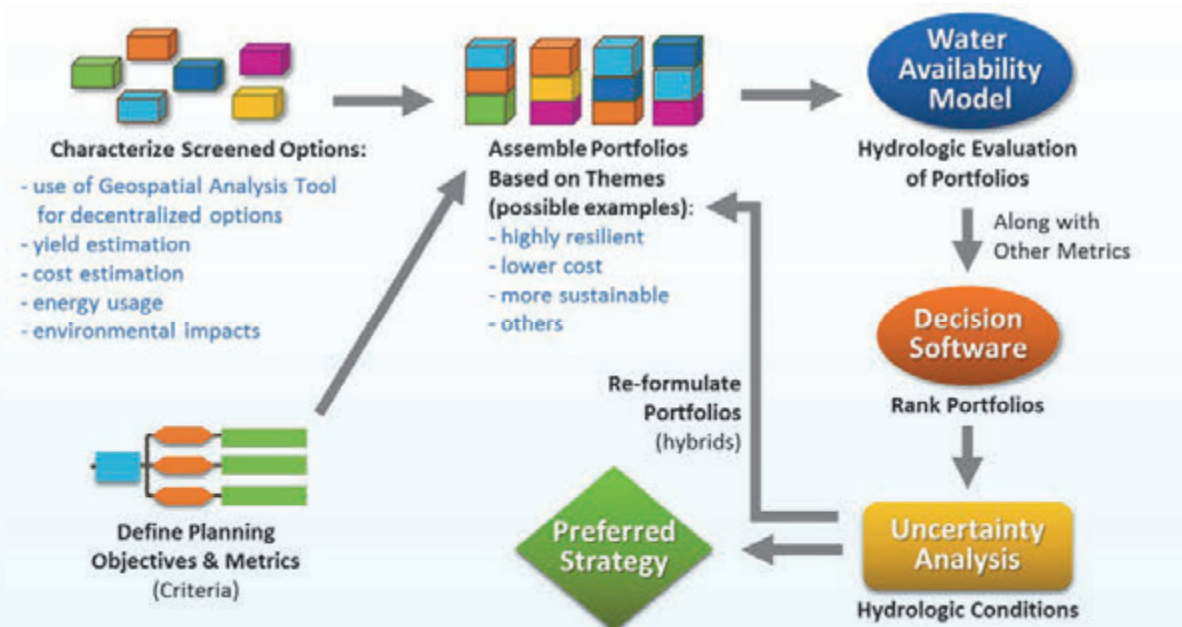 Characterize Screened Options:
- use of Geospatial Analysis Tool
for decentralized options
- yield estimation
- cost estimation
- energy usage
- environmental impacts
Define Planning
Objectives & Metrics
(Criteria)
Assemble Portfolios
Based on Themes
(possible examples):
- highly resilient
- lower cost
- more sustainable
- others
Water
Availability
Model
Hydrologic Evaluation
of Portfolios
Along with
Other Metrics
Decision
Software
Rank Portfolios
Uncertainty
Analysis
Hydrologic Conditions
Re-formulate
Portfolios
(hybrids)
Preferred
Strategy